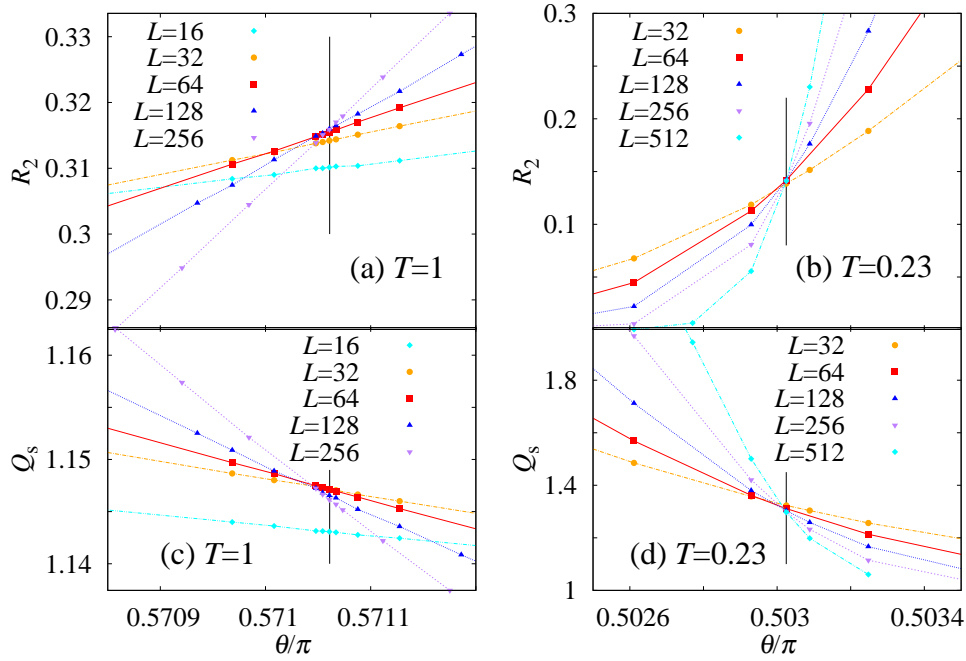 0.33
0.32
0.31
0.3
0.29
R2
L=16
L=32
L=64
L=128
L=256
(a) T=1
0.3
0.2
0.1
R2
L=32
L=64
L=128
L=256
L=512
(b) T=0.23
1.16
1.15
1.14
Qs
L=16
L=32
L=64
L=128
L=256
(c) T=1
0.5709
0.571
0.5711
θ/π
1.8
1.4
1
Qs
L=32
L=64
L=128
L=256
L=512
(d) T=0.23
0.5026
0.503
0.5034
θ/π